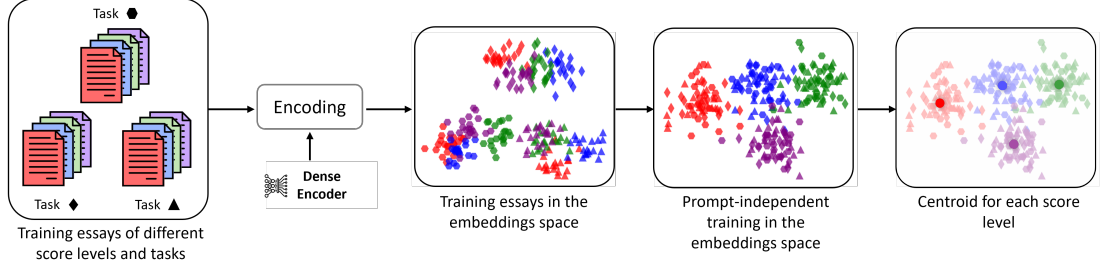 Task
Task
Task
Training essays of different
score levels and tasks
Encoding
Dense
Encoder
Training essays in the
embeddings space
Prompt-independent
training in the
embeddings space
Centroid for each score
level